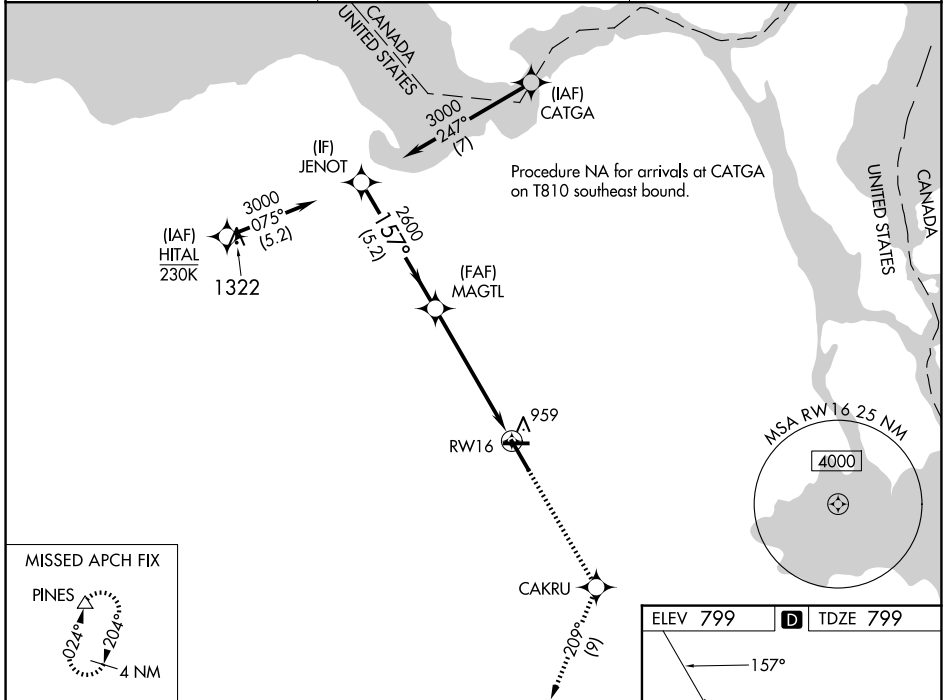 CANADA
UNITED STATES
(IAF)
CATGA
3000
247°
(7)
(IF)
JENOT
Procedure NA for arrivals at CATGA
on T810 southeast bound.
UNITED STATES
CANADA
3000
075°
(5.2)
(IAF)
HITAL
230K
1322
2600
157°
(5.2)
(FAF)
MAGTL
959
RW16
MSA RW16 25 NM
4000
MISSED APCH FIX
PINES
024°
204°
4 NM
CAKRU
209°
(9)
ELEV 799 D TDZE 799
157°